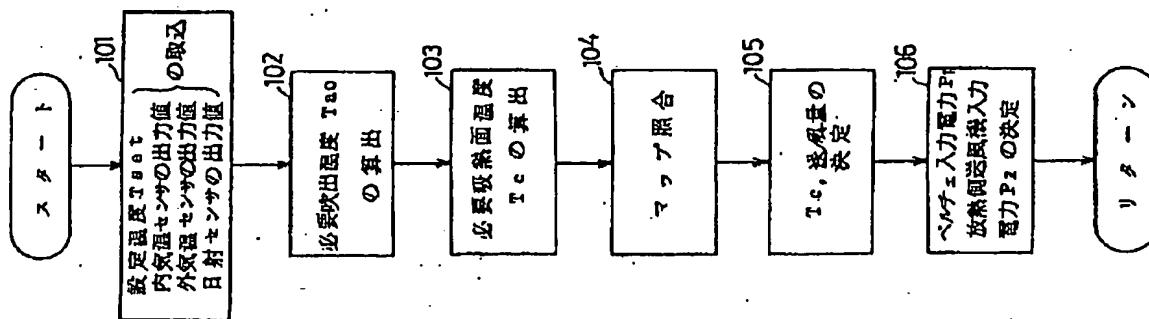 スタート
101
設定温度Tset
内気温センサの出力値
外気温センサの出力値
日射センサの出力値
の取込
102
必要吹出温度 Tao
の算出
103
必要吸熱面温度
Tc の算出
104
マップ照合
105
Tc, 送風量の
決定
106
ペルチェ入力電力P1
放熱側送風機入力
電力P2 の決定
リターン